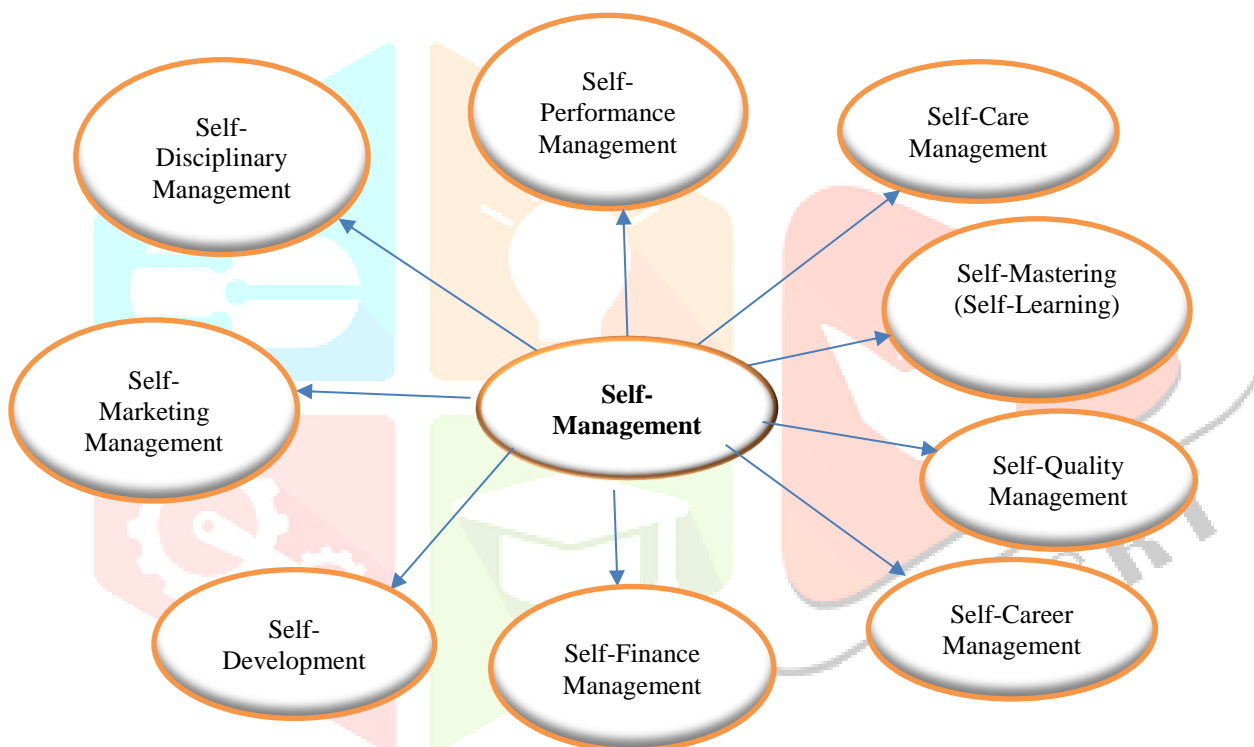 Self-
Performance
Management
Self-Care
Management
Self-
Disciplinary
Management
Self-Mastering
(Self-Learning)
Self-
Marketing
Management
Self-
Management
Self-Quality
Management
Self-Career
Management
Self-
Development
Self-Finance
Management